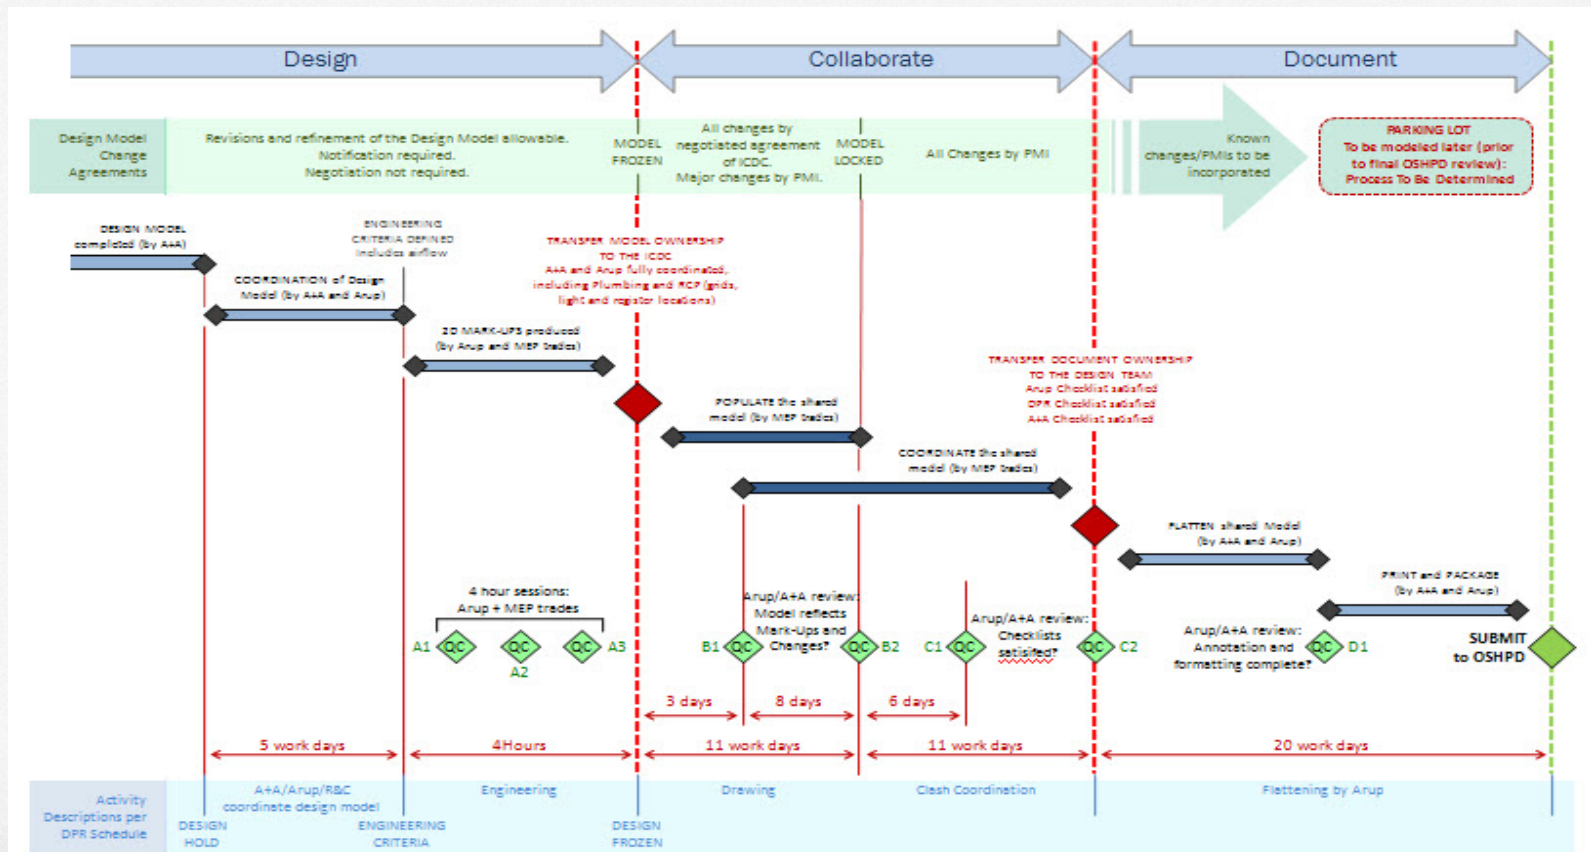 Design
Collaborate
Document
Design Model
Change
Agreements
Revisions and refinement of the Design Model allowable.
Notification required.
Negotiation not required.
MODEL
FROZEN
All changes by
negotiated agreement
of ICDC.
Major changes by PMI.
MODEL
LOCKED
All Changes by PMI
Known
changes/PMIs to be
incorporated
PARKING LOT
To be modeled later (prior
to final OSHPD review):
Process To Be Determined
DESIGN MODEL
completed (by A+A)
ENGINEERING
CRITERIA DEFINED
Includes airflow
COORDINATION of Design
Model (by A+A and Arup)
TRANSFER MODEL OWNERSHIP
TO THE ICDC
A+A and Arup fully coordinated,
including Plumbing and RCP (grids,
light and register locations)
2D MARK-UPS produced
(by Arup and MEP trades)
TRANSFER DOCUMENT OWNERSHIP
TO THE DESIGN TEAM
Arup Checklist satisfied
DPR Checklist satisfied
A+A Checklist satisfied
POPULATE the shared
model (by MEP trades)
COORDINATE the shared
model (by MEP trades)
FLATTEN shared Model
(by A+A and Arup)
PRINT and PACKAGE
(by A+A and Arup)
4 hour sessions:
Arup + MEP trades
A1 QC QC QC A3
A2
Arup/A+A review:
Model reflects
Mark-Ups and
Changes?
B1 QC QC B2
Arup/A+A review:
Checklists
satisifed?
C1 QC QC C2
Arup/A+A review:
Annotation and
formatting complete?
QC D1
SUBMIT
to OSHPD
3 days
8 days
6 days
5 work days
4Hours
11 work days
11 work days
20 work days
Activity
Descriptions per
DPR Schedule
A+A/Arup/R&C
coordinate design model
Engineering
Drawing
Clash Coordination
Flattening by Arup
DESIGN
HOLD
ENGINEERING
CRITERIA
DESIGN
FROZEN